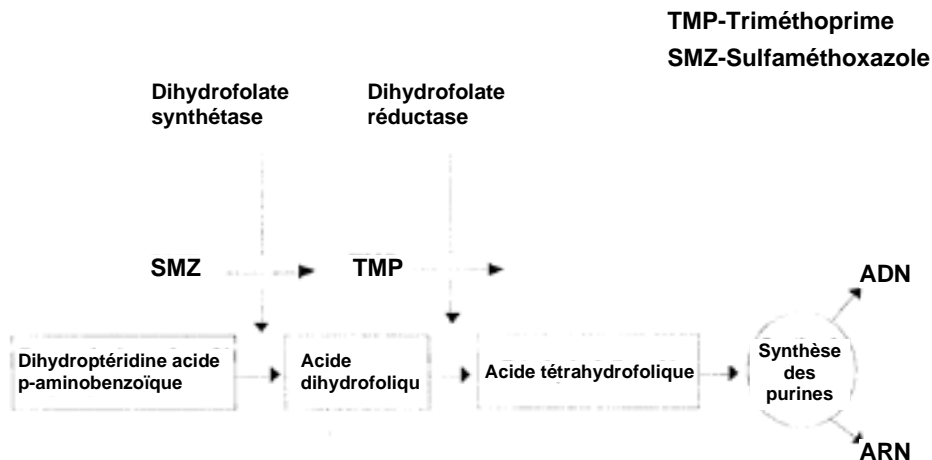 TMP-Triméthoprime
SMZ-Sulfaméthoxazole
Dihydrofolate
synthétase
Dihydrofolate
réductase
SMZ
TMP
ADN
Dihydroptéridine acide
p-aminobenzoïque
Acide
dihydrofoliqu
Acide tétrahydrofolique
Synthèse
des
purines
ARN